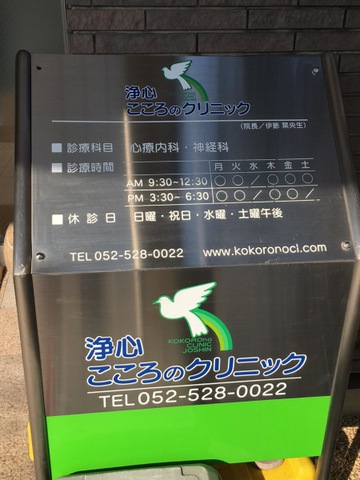 浄心
こころのクリニック
(院長/伊藤 葉央生)
■ 診療科目 心療内科・神経科
■ 診療時間 月 火 水 木 金 土
AM 9:30~12:30 ○ ○ / ○ ○ ○
PM 3:30~ 6:30 ○ ○ / ○ ○ /
■ 休診日 日曜・祝日・水曜・土曜午後
TEL 052-528-0022 www.kokoronoci.com
KOKOROno
CLINIC
JOSHIN
浄心
こころのクリニック
TEL 052-528-0022